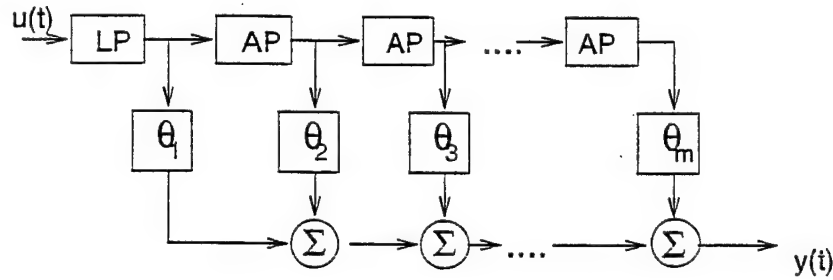 u(t)
LP AP AP .... AP
θ1 θ2 θ3 θm
Σ Σ .... Σ
y(t)